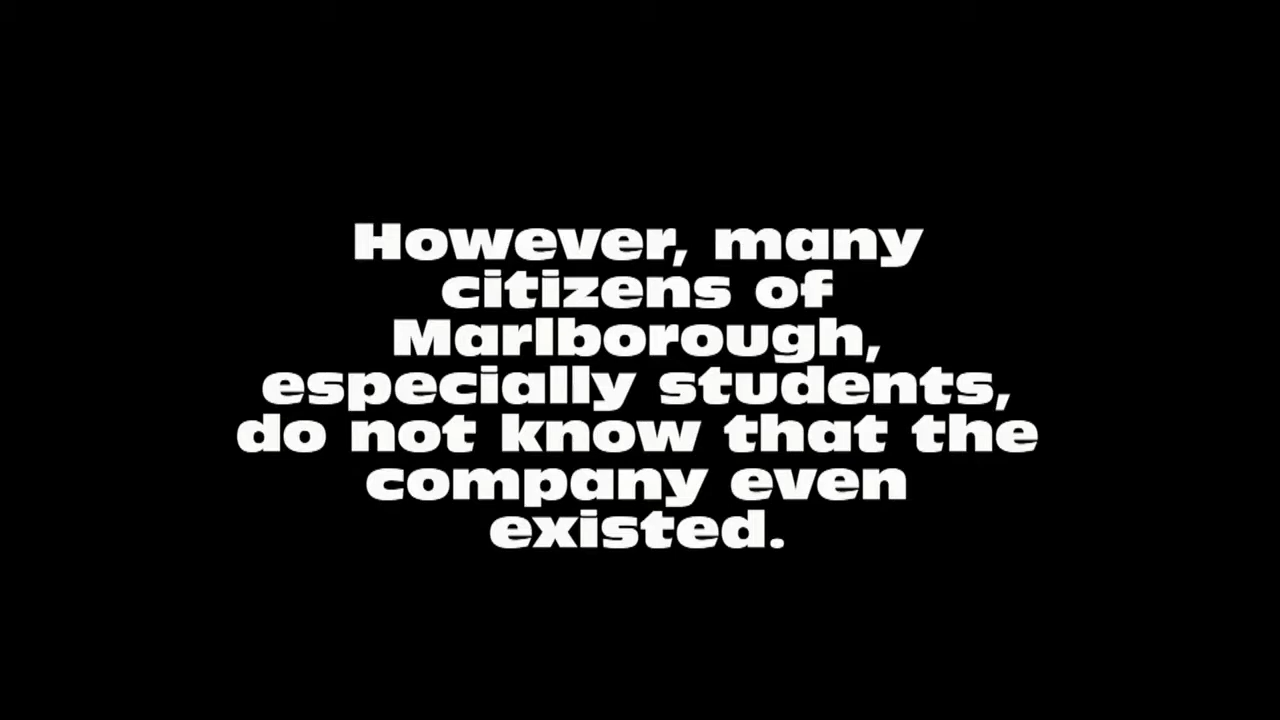 However, many
citizens of
Marlborough,
especially students,
do not know that the
company even
existed.